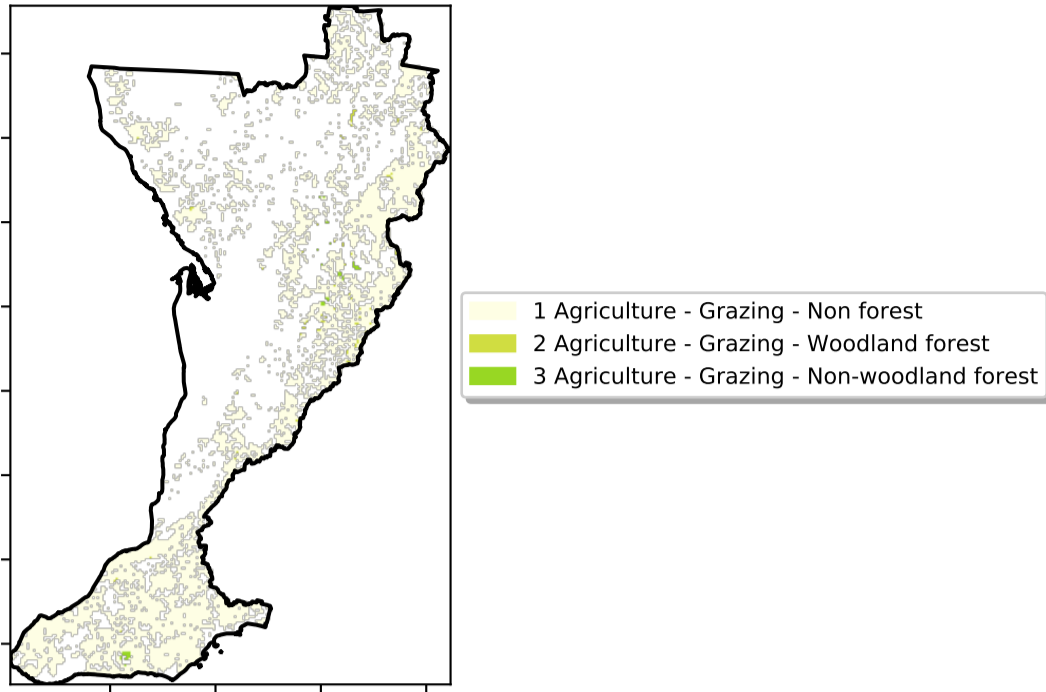 1 Agriculture - Grazing - Non forest
2 Agriculture - Grazing - Woodland forest
3 Agriculture - Grazing - Non-woodland forest